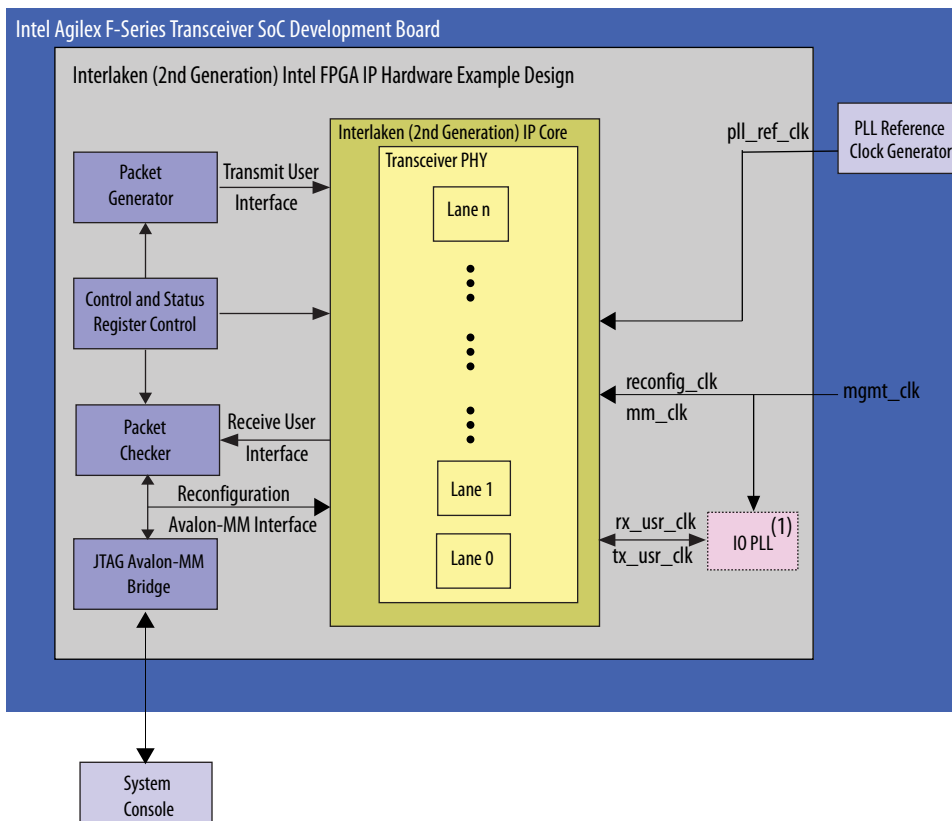 Intel Agilex F-Series Transceiver SoC Development Board
Interlaken (2nd Generation) Intel FPGA IP Hardware Example Design
Interlaken (2nd Generation) IP Core
Transceiver PHY
Packet
Generator
Transmit User
Interface
Lane n
pll_ref_clk
PLL Reference
Clock Generator
Control and Status
Register Control
reconfig_clk
mm_clk
mgmt_clk
Packet
Checker
Receive User
Interface
Reconfiguration
Avalon-MM Interface
Lane 1
rx_usr_clk
tx_usr_clk
(1)
IO PLL
JTAG Avalon-MM
Bridge
Lane 0
System
Console